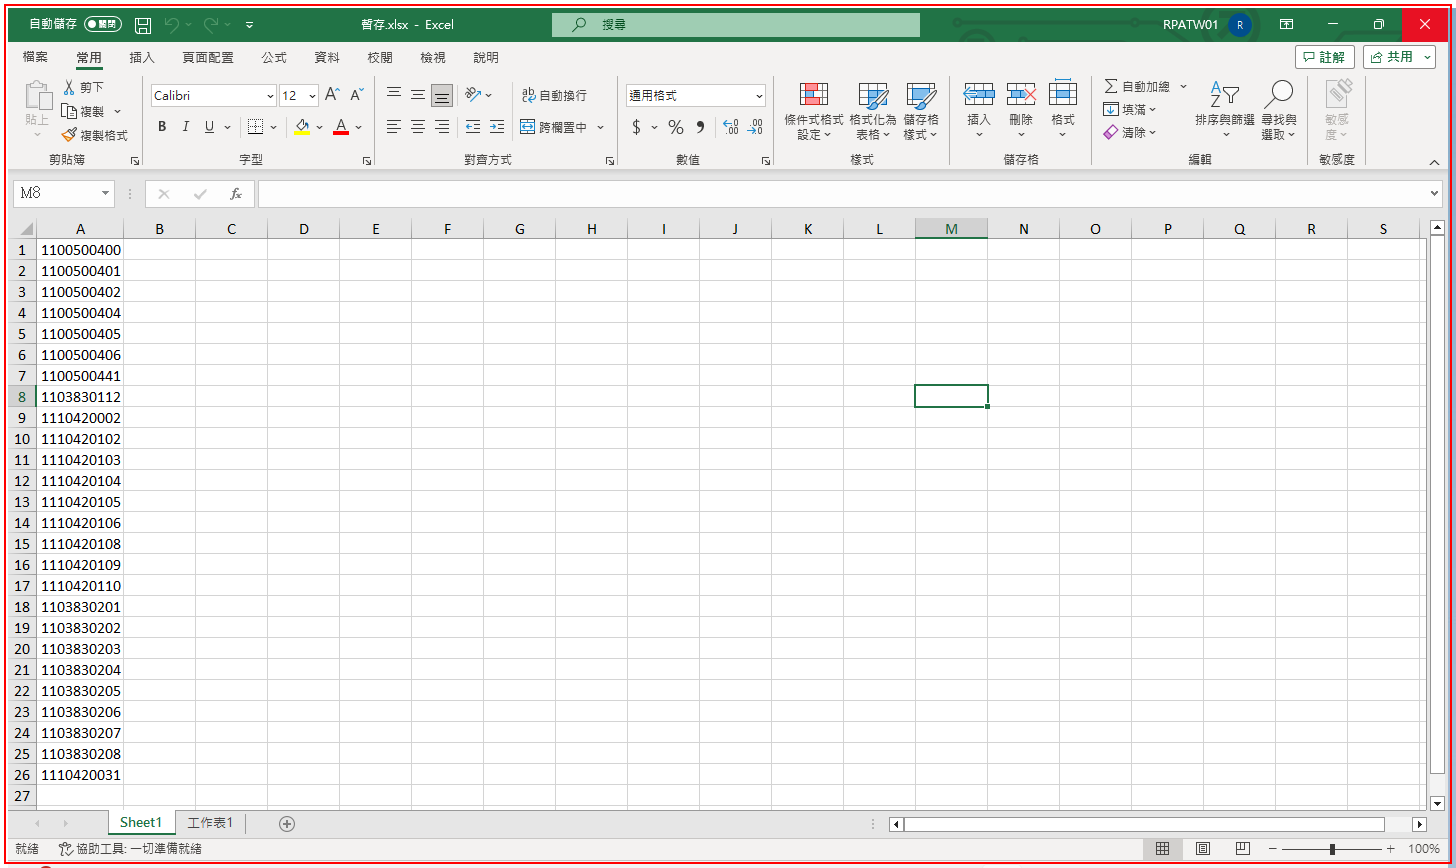 自動儲存 關閉 暫存.xlsx - Excel 搜尋 RPATW01 R
檔案 常用 插入 頁面配置 公式 資料 校閱 檢視 說明 註解 共用
貼上 剪下 複製 複製格式 剪貼簿
Calibri 12 A A B I U A 字型
ab 自動換行 跨欄置中 對齊方式
通用格式 $ % 數值
條件式格式設定 格式化為表格 儲存格樣式 樣式
插入 刪除 格式 儲存格
自動加總 填滿 清除 排序與篩選 尋找與選取 編輯
敏感度 敏感度
M8 fx
A B C D E F G H I J K L M N O P Q R S
1 1100500400
2 1100500401
3 1100500402
4 1100500404
5 1100500405
6 1100500406
7 1100500441
8 1103830112
9 1110420002
10 1110420102
11 1110420103
12 1110420104
13 1110420105
14 1110420106
15 1110420108
16 1110420109
17 1110420110
18 1103830201
19 1103830202
20 1103830203
21 1103830204
22 1103830205
23 1103830206
24 1103830207
25 1103830208
26 1110420031
27
Sheet1 工作表1
就緒 協助工具: 一切準備就緒 100%